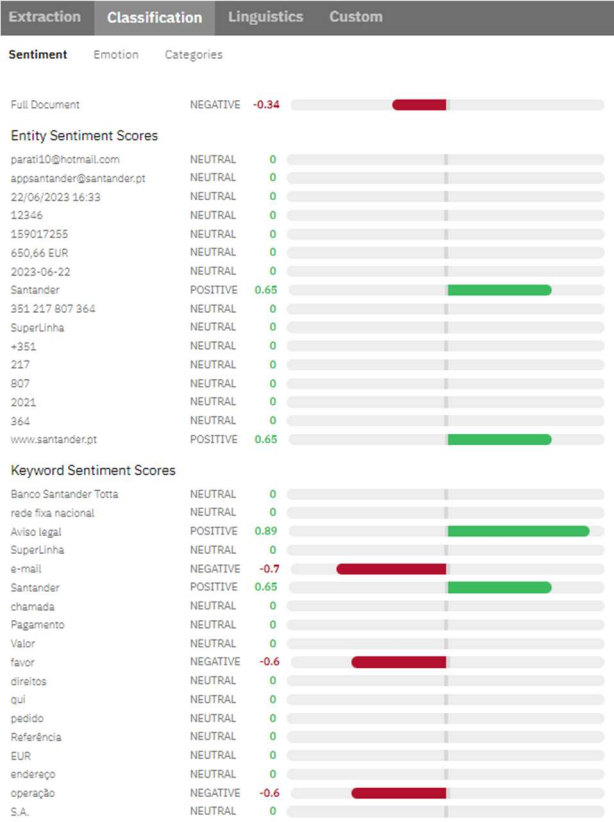 Extraction Classification Linguistics Custom
Sentiment Emotion Categories
Full Document NEGATIVE -0.34
Entity Sentiment Scores
parati10@hotmail.com NEUTRAL 0
appsantander@santander.pt NEUTRAL 0
22/06/2023 16:33 NEUTRAL 0
12346 NEUTRAL 0
159017255 NEUTRAL 0
650,66 EUR NEUTRAL 0
2023-06-22 NEUTRAL 0
Santander POSITIVE 0.65
351 217 807 364 NEUTRAL 0
SuperLinha NEUTRAL 0
+351 NEUTRAL 0
217 NEUTRAL 0
807 NEUTRAL 0
2021 NEUTRAL 0
364 NEUTRAL 0
www.santander.pt POSITIVE 0.65
Keyword Sentiment Scores
Banco Santander Totta NEUTRAL 0
rede fixa nacional NEUTRAL 0
Aviso legal POSITIVE 0.89
SuperLinha NEUTRAL 0
e-mail NEGATIVE -0.7
Santander POSITIVE 0.65
chamada NEUTRAL 0
Pagamento NEUTRAL 0
Valor NEUTRAL 0
favor NEGATIVE -0.6
direitos NEUTRAL 0
qui NEUTRAL 0
pedido NEUTRAL 0
Referência NEUTRAL 0
EUR NEUTRAL 0
endereço NEUTRAL 0
operação NEGATIVE -0.6
S.A. NEUTRAL 0